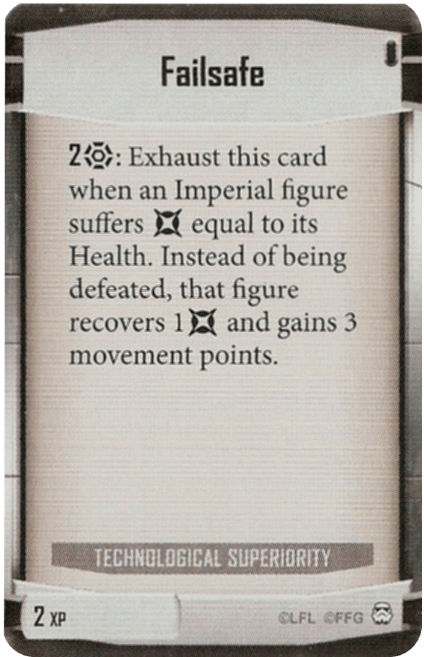 Failsafe
2: Exhaust this card
when an Imperial figure
suffers equal to its
Health. Instead of being
defeated, that figure
recovers 1 and gains 3
movement points.
TECHNOLOGICAL SUPERIORITY
2 XP
©LFL ©FFG